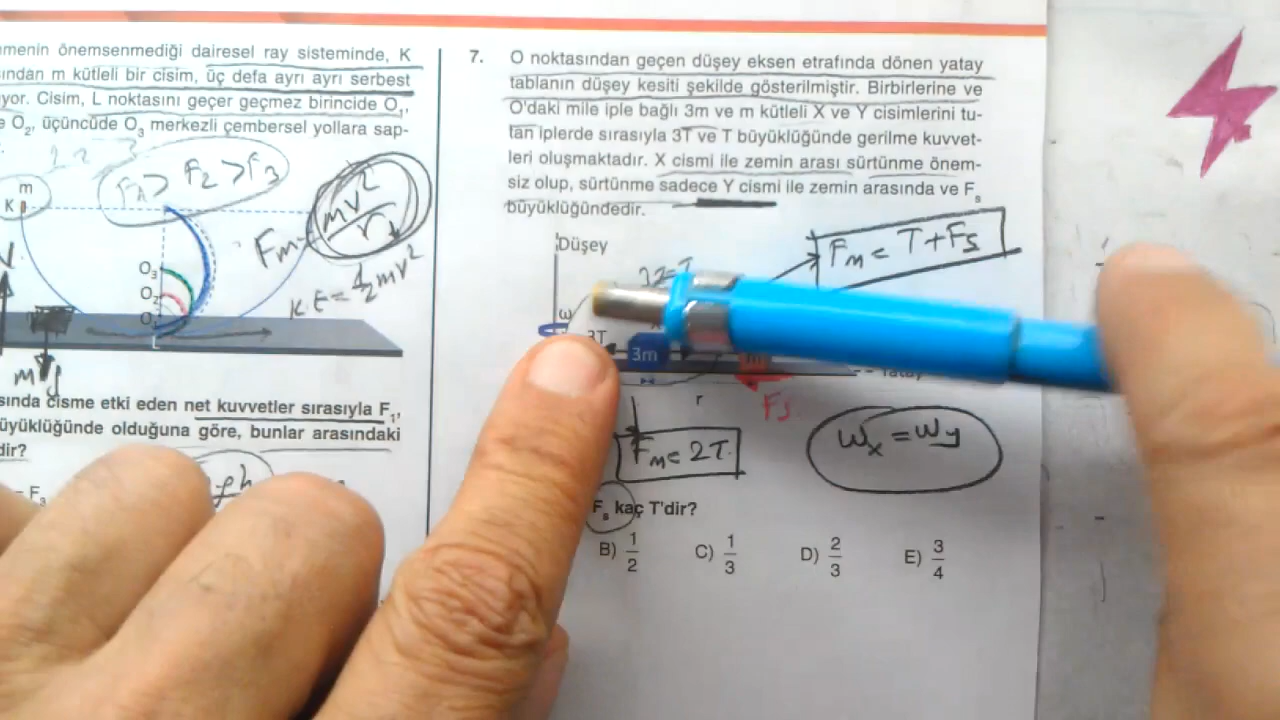 menin önemsenmediği dairesel ray sisteminde, K
ından m kütleli bir cisim, üç defa ayrı ayrı serbest
yor. Cisim, L noktasını geçer geçmez birincide O₁,
O₂, üçüncüde O₃ merkezli çembersel yollara sap-
F₂ > F₃
m
K
Fm = mv²/r
KE = ½mv²
O₃
O₂
L
mg
sında cisme etki eden net kuvvetler sırasıyla F₁,
üyüklüğünde olduğuna göre, bunlar arasındaki
dir?
7. O noktasından geçen düşey eksen etrafında dönen yatay
tablanın düşey kesiti şekilde gösterilmiştir. Birbirlerine ve
O'daki mile iple bağlı 3m ve m kütleli X ve Y cisimlerini tu-
tan iplerde sırasıyla 3T ve T büyüklüğünde gerilme kuvvet-
leri oluşmaktadır. X cismi ile zemin arası sürtünme önem-
siz olup, sürtünme sadece Y cismi ile zemin arasında ve Fs
büyüklüğündedir.
Düşey
Fm = T+Fs
ω
3T
3m
r
Fs
Fm = 2T
ωx = ωy
Fs kaç T'dir?
B) 1/2 C) 1/3 D) 2/3 E) 3/4